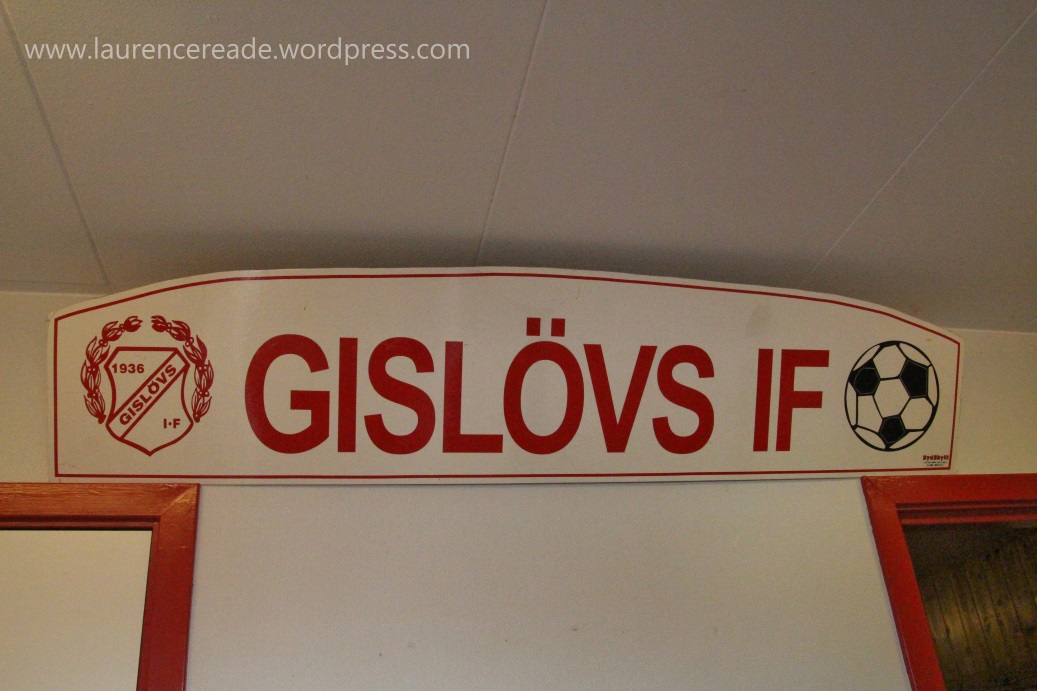 www.laurencereade.wordpress.com
GISLÖVS IF
1936
GISLÖVS
I·F